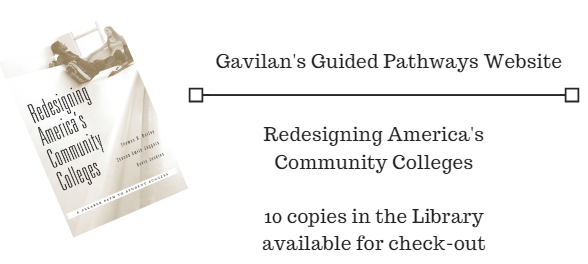 Redesigning
America's
Community
Colleges
Thomas R. Bailey
Shanna Smith Jaggars
Davis Jenkins
A CLEARER PATH TO STUDENT SUCCESS
Gavilan's Guided Pathways Website
Redesigning America's
Community Colleges
10 copies in the Library
available for check-out